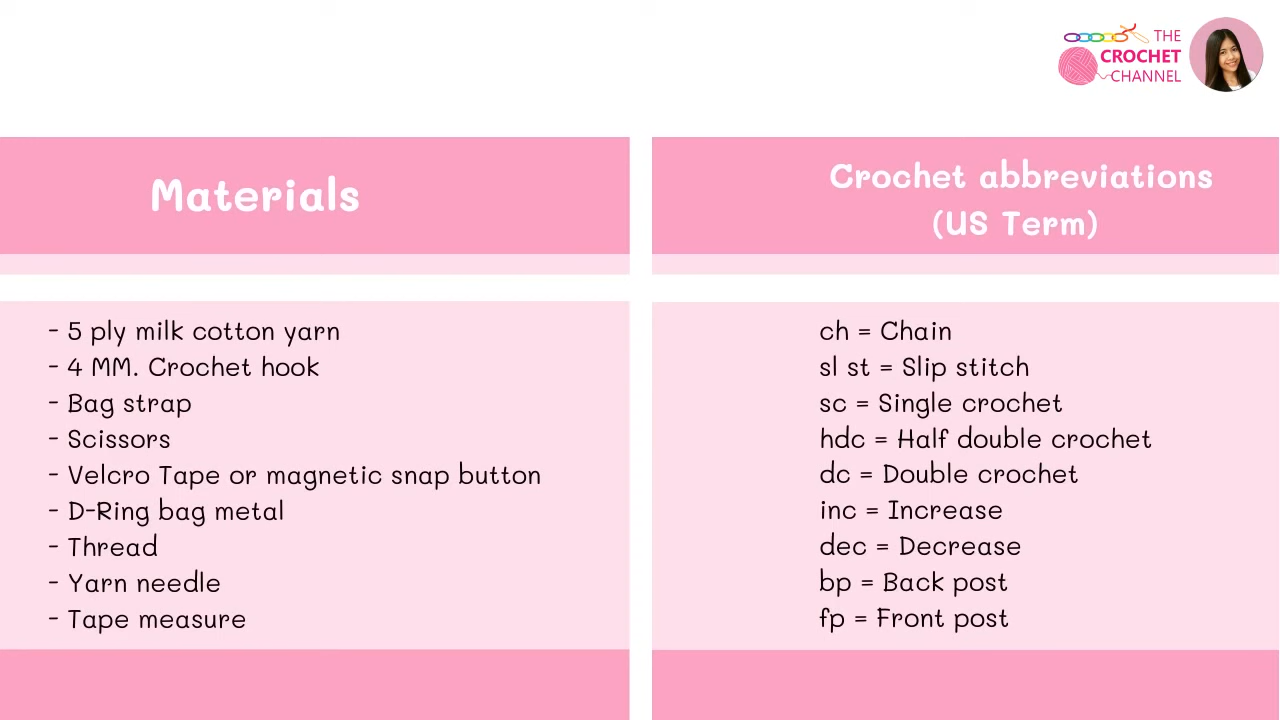 THE
CROCHET
CHANNEL
Materials
- 5 ply milk cotton yarn
- 4 MM. Crochet hook
- Bag strap
- Scissors
- Velcro Tape or magnetic snap button
- D-Ring bag metal
- Thread
- Yarn needle
- Tape measure
Crochet abbreviations
(US Term)
ch = Chain
sl st = Slip stitch
sc = Single crochet
hdc = Half double crochet
dc = Double crochet
inc = Increase
dec = Decrease
bp = Back post
fp = Front post